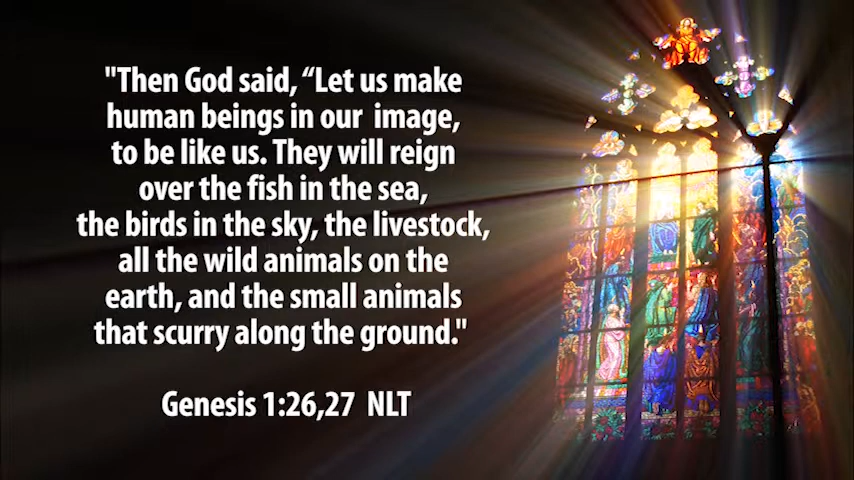 "Then God said, “Let us make
human beings in our image,
to be like us. They will reign
over the fish in the sea,
the birds in the sky, the livestock,
all the wild animals on the
earth, and the small animals
that scurry along the ground."
Genesis 1:26,27 NLT